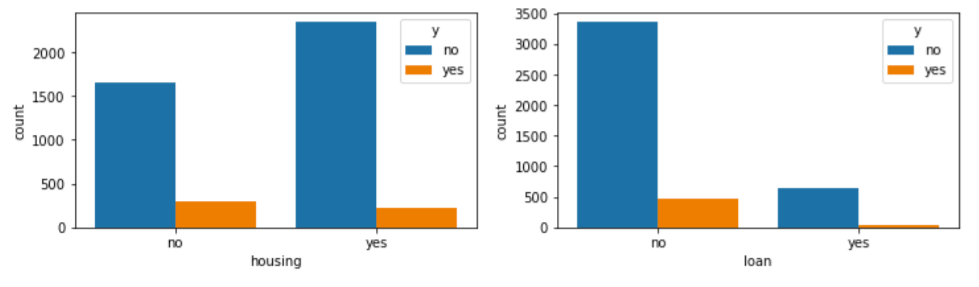 y
no
yes
2000
1500
1000
500
0
count
no
yes
housing
y
no
yes
3500
3000
2500
2000
1500
1000
500
0
count
no
yes
loan